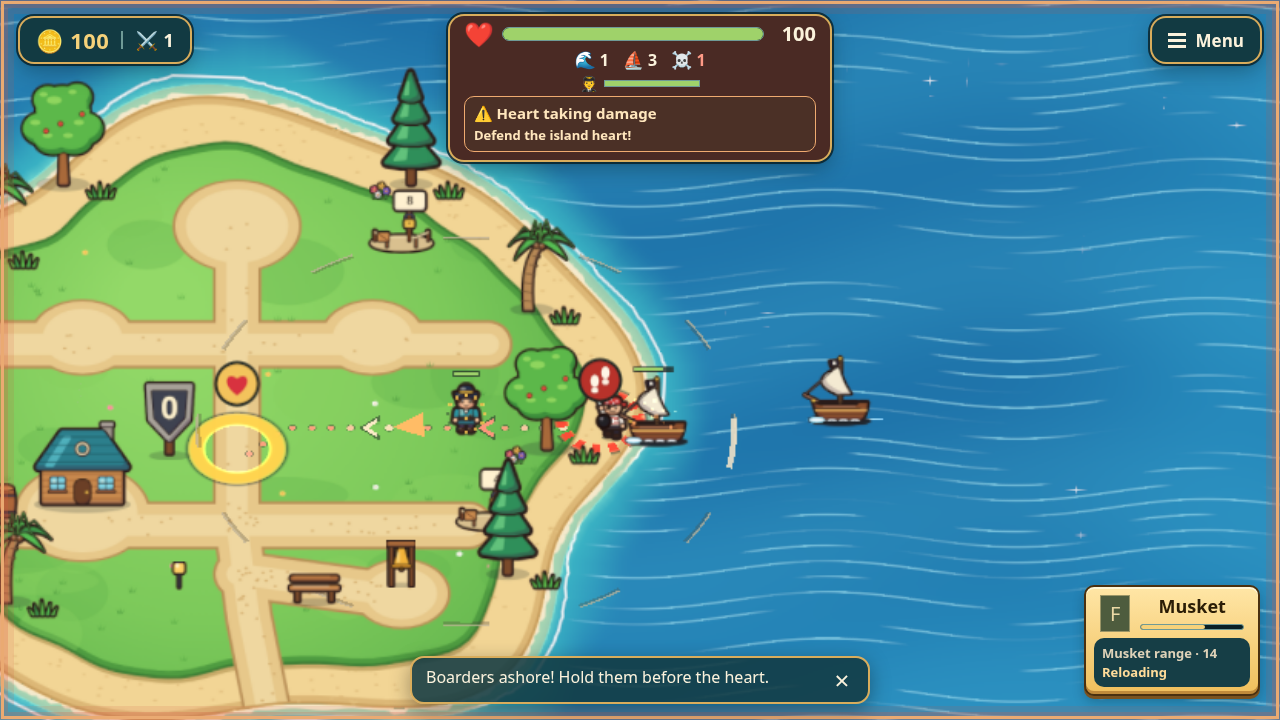 100 | 1
100
1 3 1
Heart taking damage
Defend the island heart!
Menu
8
0
F Musket
Musket range · 14
Reloading
Boarders ashore! Hold them before the heart.